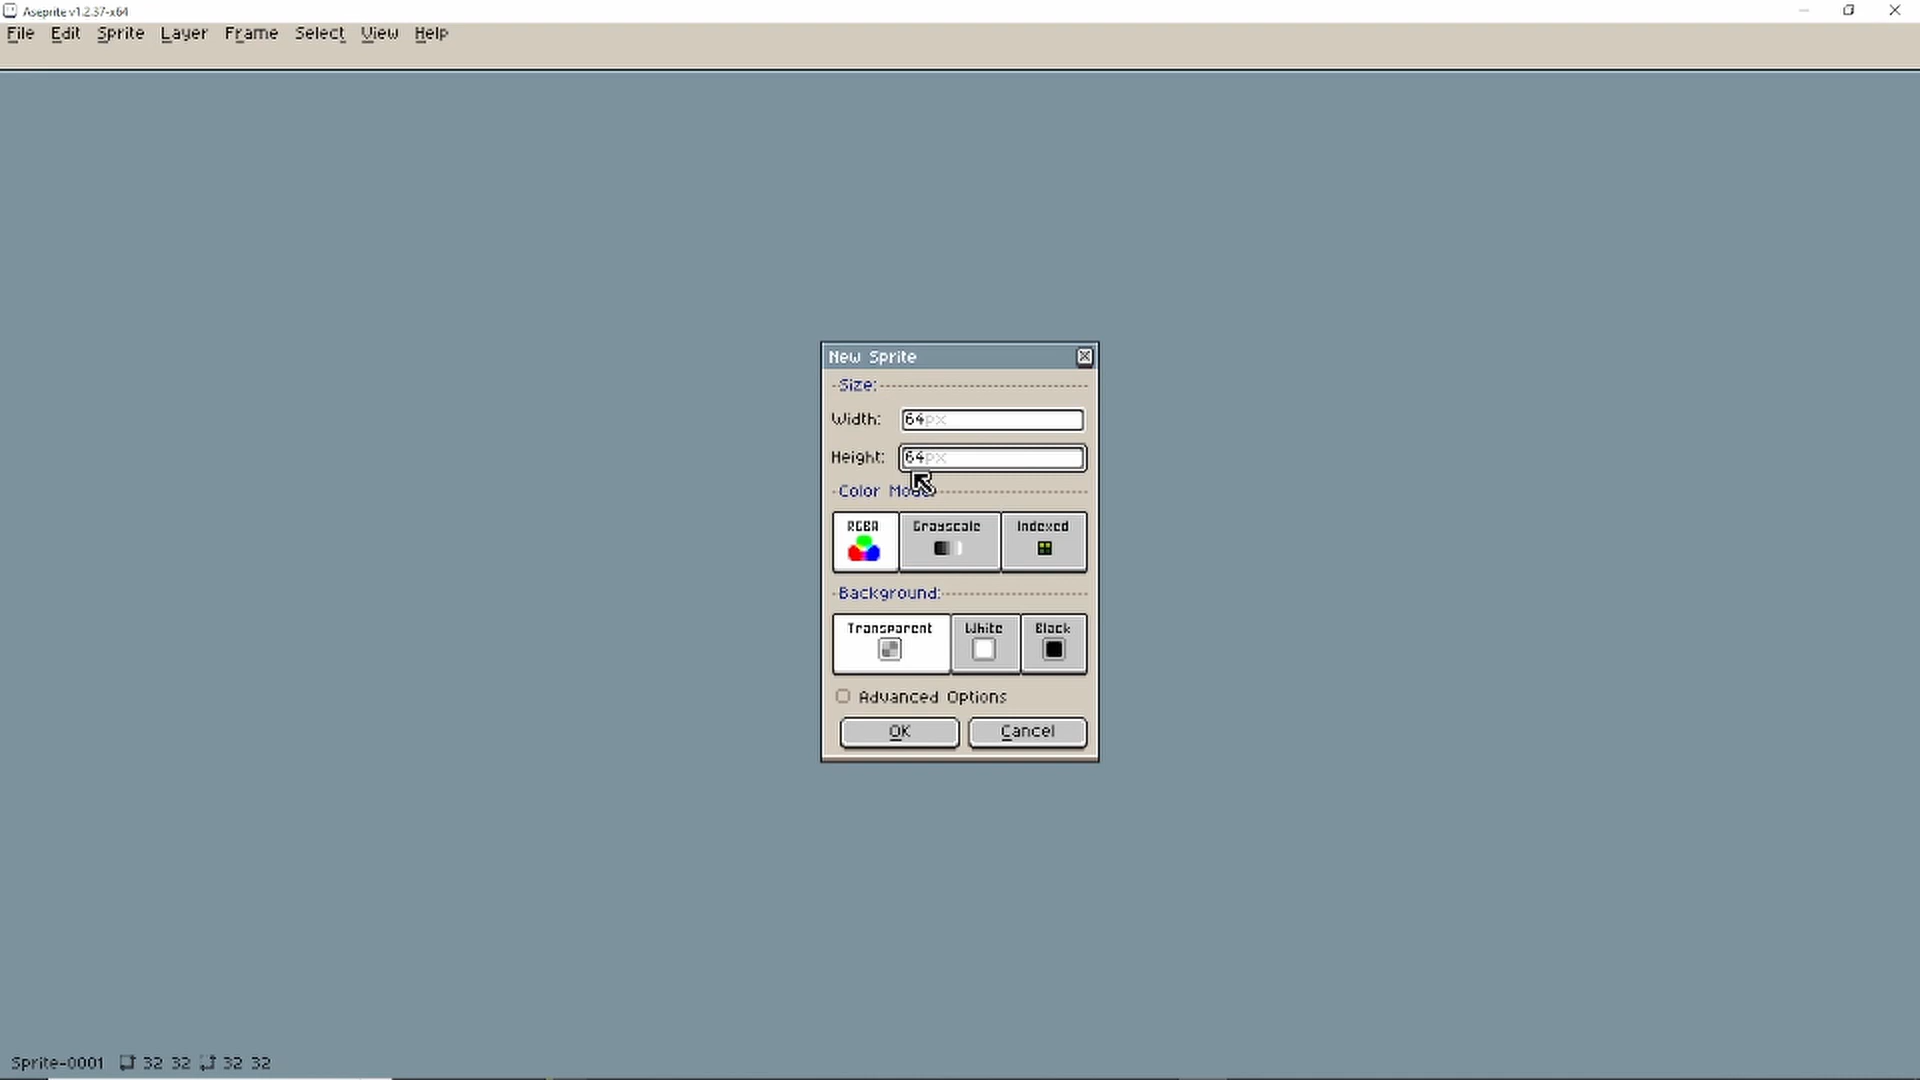 Aseprite v1.2.37-x64
File Edit Sprite Layer Frame Select View Help
New Sprite
Size:
Width: 64px
Height: 64px
Color Mode:
RGBA Grayscale Indexed
Background:
Transparent White Black
Advanced Options
OK Cancel
Sprite-0001 32 32 32 32